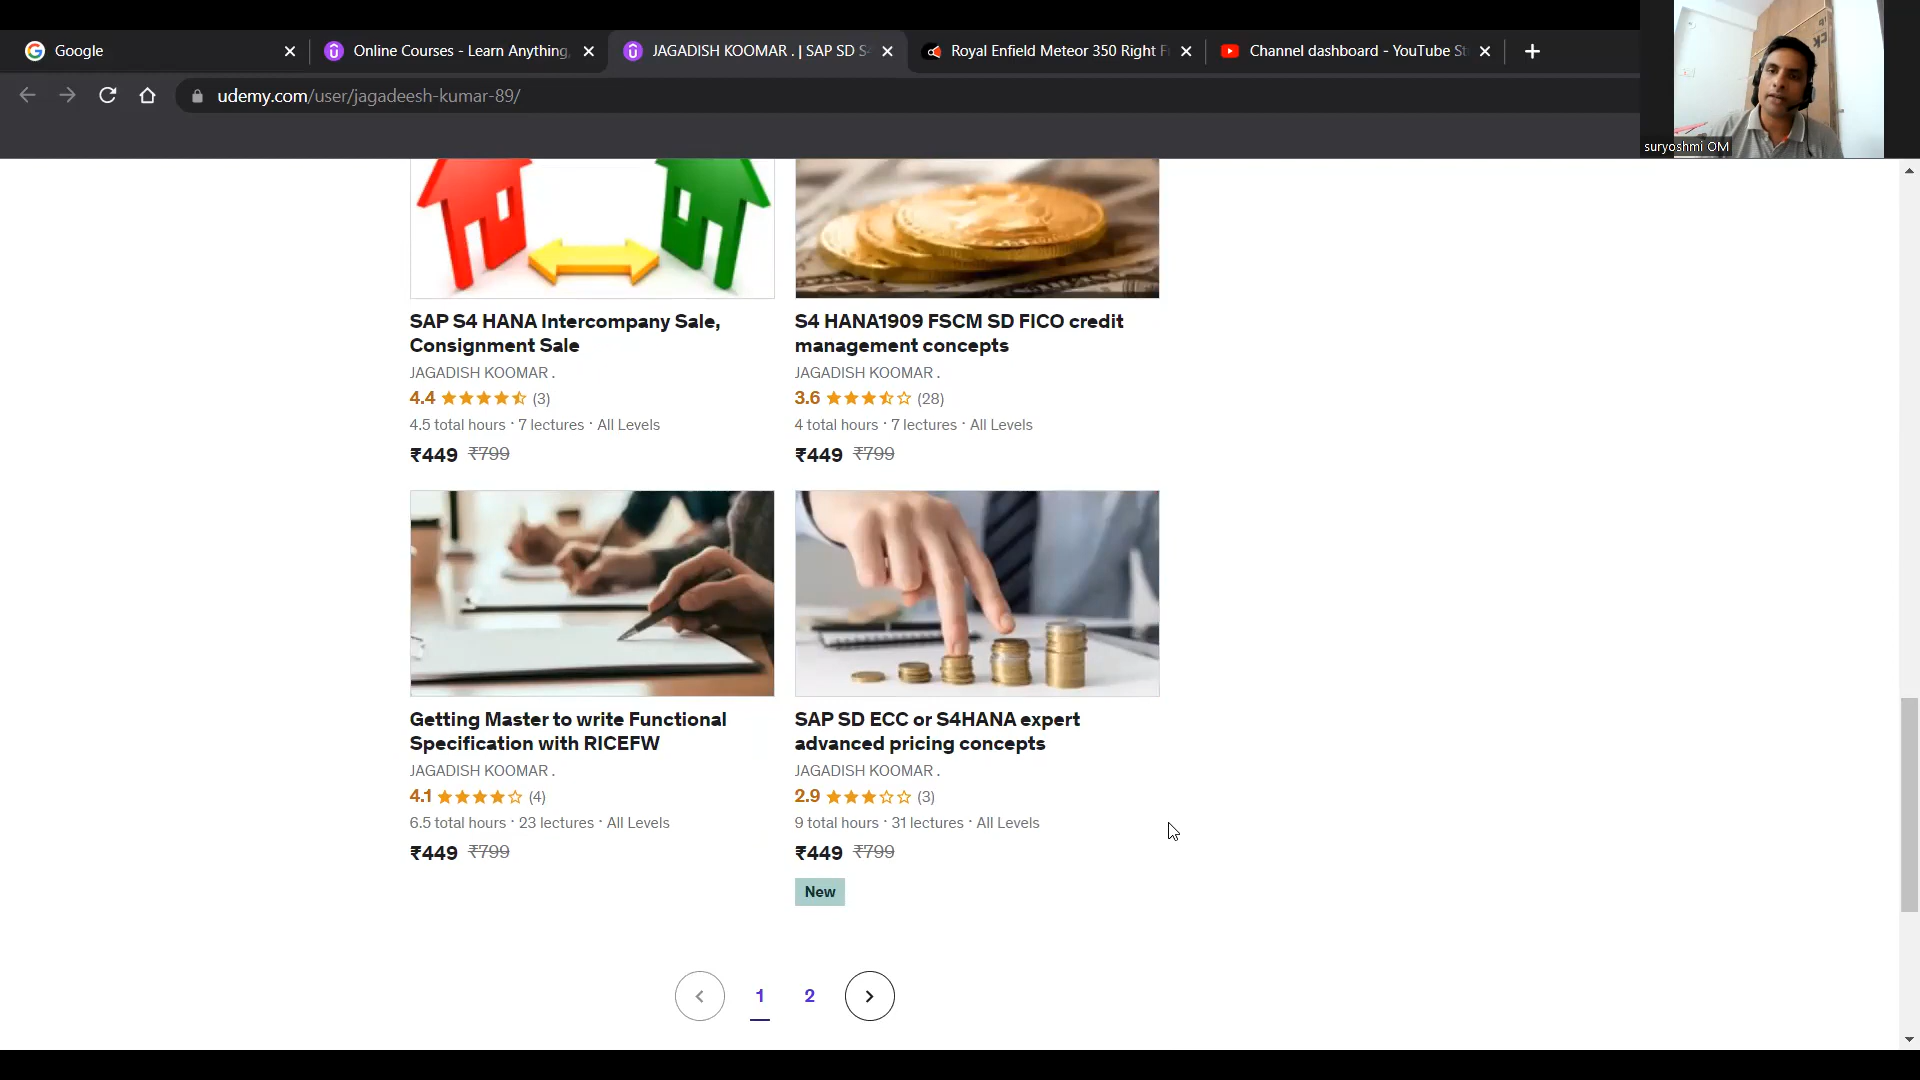 Google
Online Courses - Learn Anything,
JAGADISH KOOMAR . | SAP SD S4
Royal Enfield Meteor 350 Right F
Channel dashboard - YouTube St
udemy.com/user/jagadeesh-kumar-89/
suryoshmi OM
SAP S4 HANA Intercompany Sale,
Consignment Sale
JAGADISH KOOMAR .
4.4 (3)
4.5 total hours · 7 lectures · All Levels
₹449 ₹799
S4 HANA1909 FSCM SD FICO credit
management concepts
JAGADISH KOOMAR .
3.6 (28)
4 total hours · 7 lectures · All Levels
₹449 ₹799
Getting Master to write Functional
Specification with RICEFW
JAGADISH KOOMAR .
4.1 (4)
6.5 total hours · 23 lectures · All Levels
₹449 ₹799
SAP SD ECC or S4HANA expert
advanced pricing concepts
JAGADISH KOOMAR .
2.9 (3)
9 total hours · 31 lectures · All Levels
₹449 ₹799
New
1 2